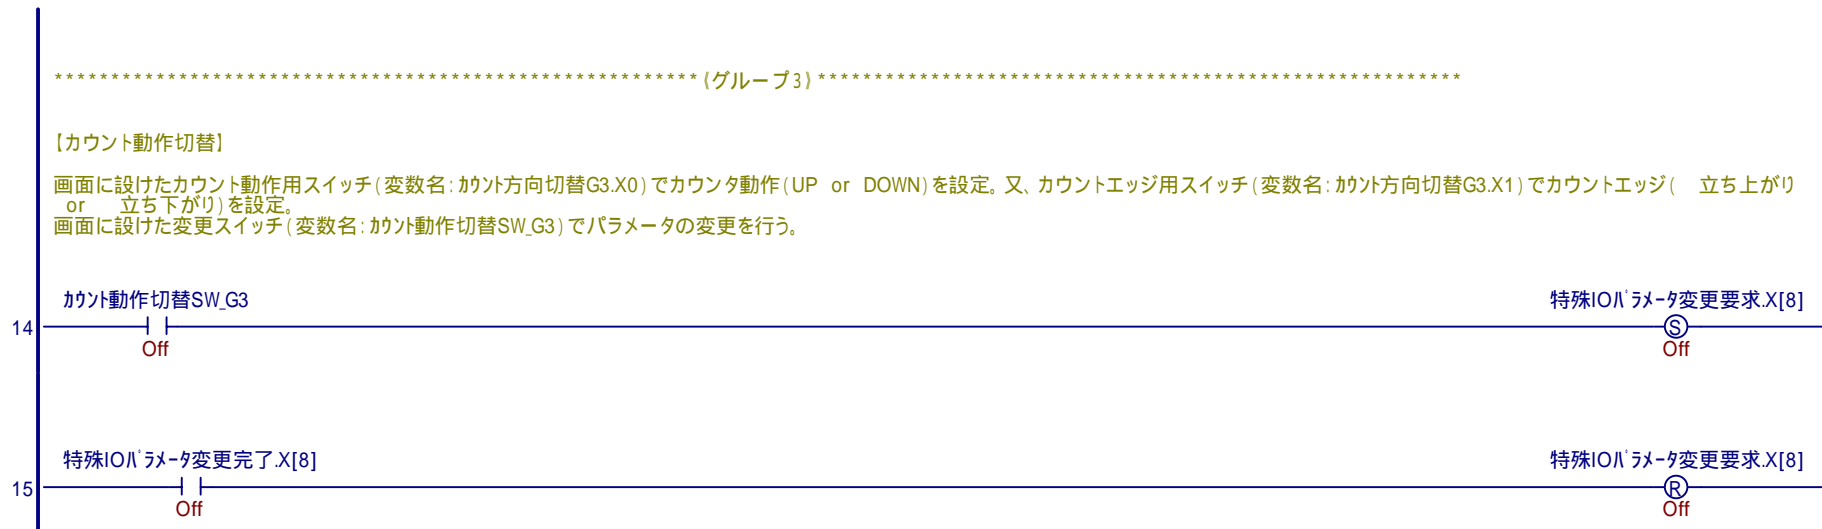 ******************************************************** (グループ3) ********************************************************
【カウント動作切替】
画面に設けたカウント動作用スイッチ(変数名:ｶｳﾝﾄ方向切替G3.X0)でカウンタ動作(UP or DOWN)を設定。又、カウントエッジ用スイッチ(変数名:ｶｳﾝﾄ方向切替G3.X1)でカウントエッジ( 立ち上がり
or 立ち下がり)を設定。
画面に設けた変更スイッチ(変数名:ｶｳﾝﾄ動作切替SW_G3)でパラメータの変更を行う。
ｶｳﾝﾄ動作切替SW_G3 特殊IOﾊﾟﾗﾒｰﾀ変更要求.X[8]
14 S
Off Off
特殊IOﾊﾟﾗﾒｰﾀ変更完了.X[8] 特殊IOﾊﾟﾗﾒｰﾀ変更要求.X[8]
15 R
Off Off